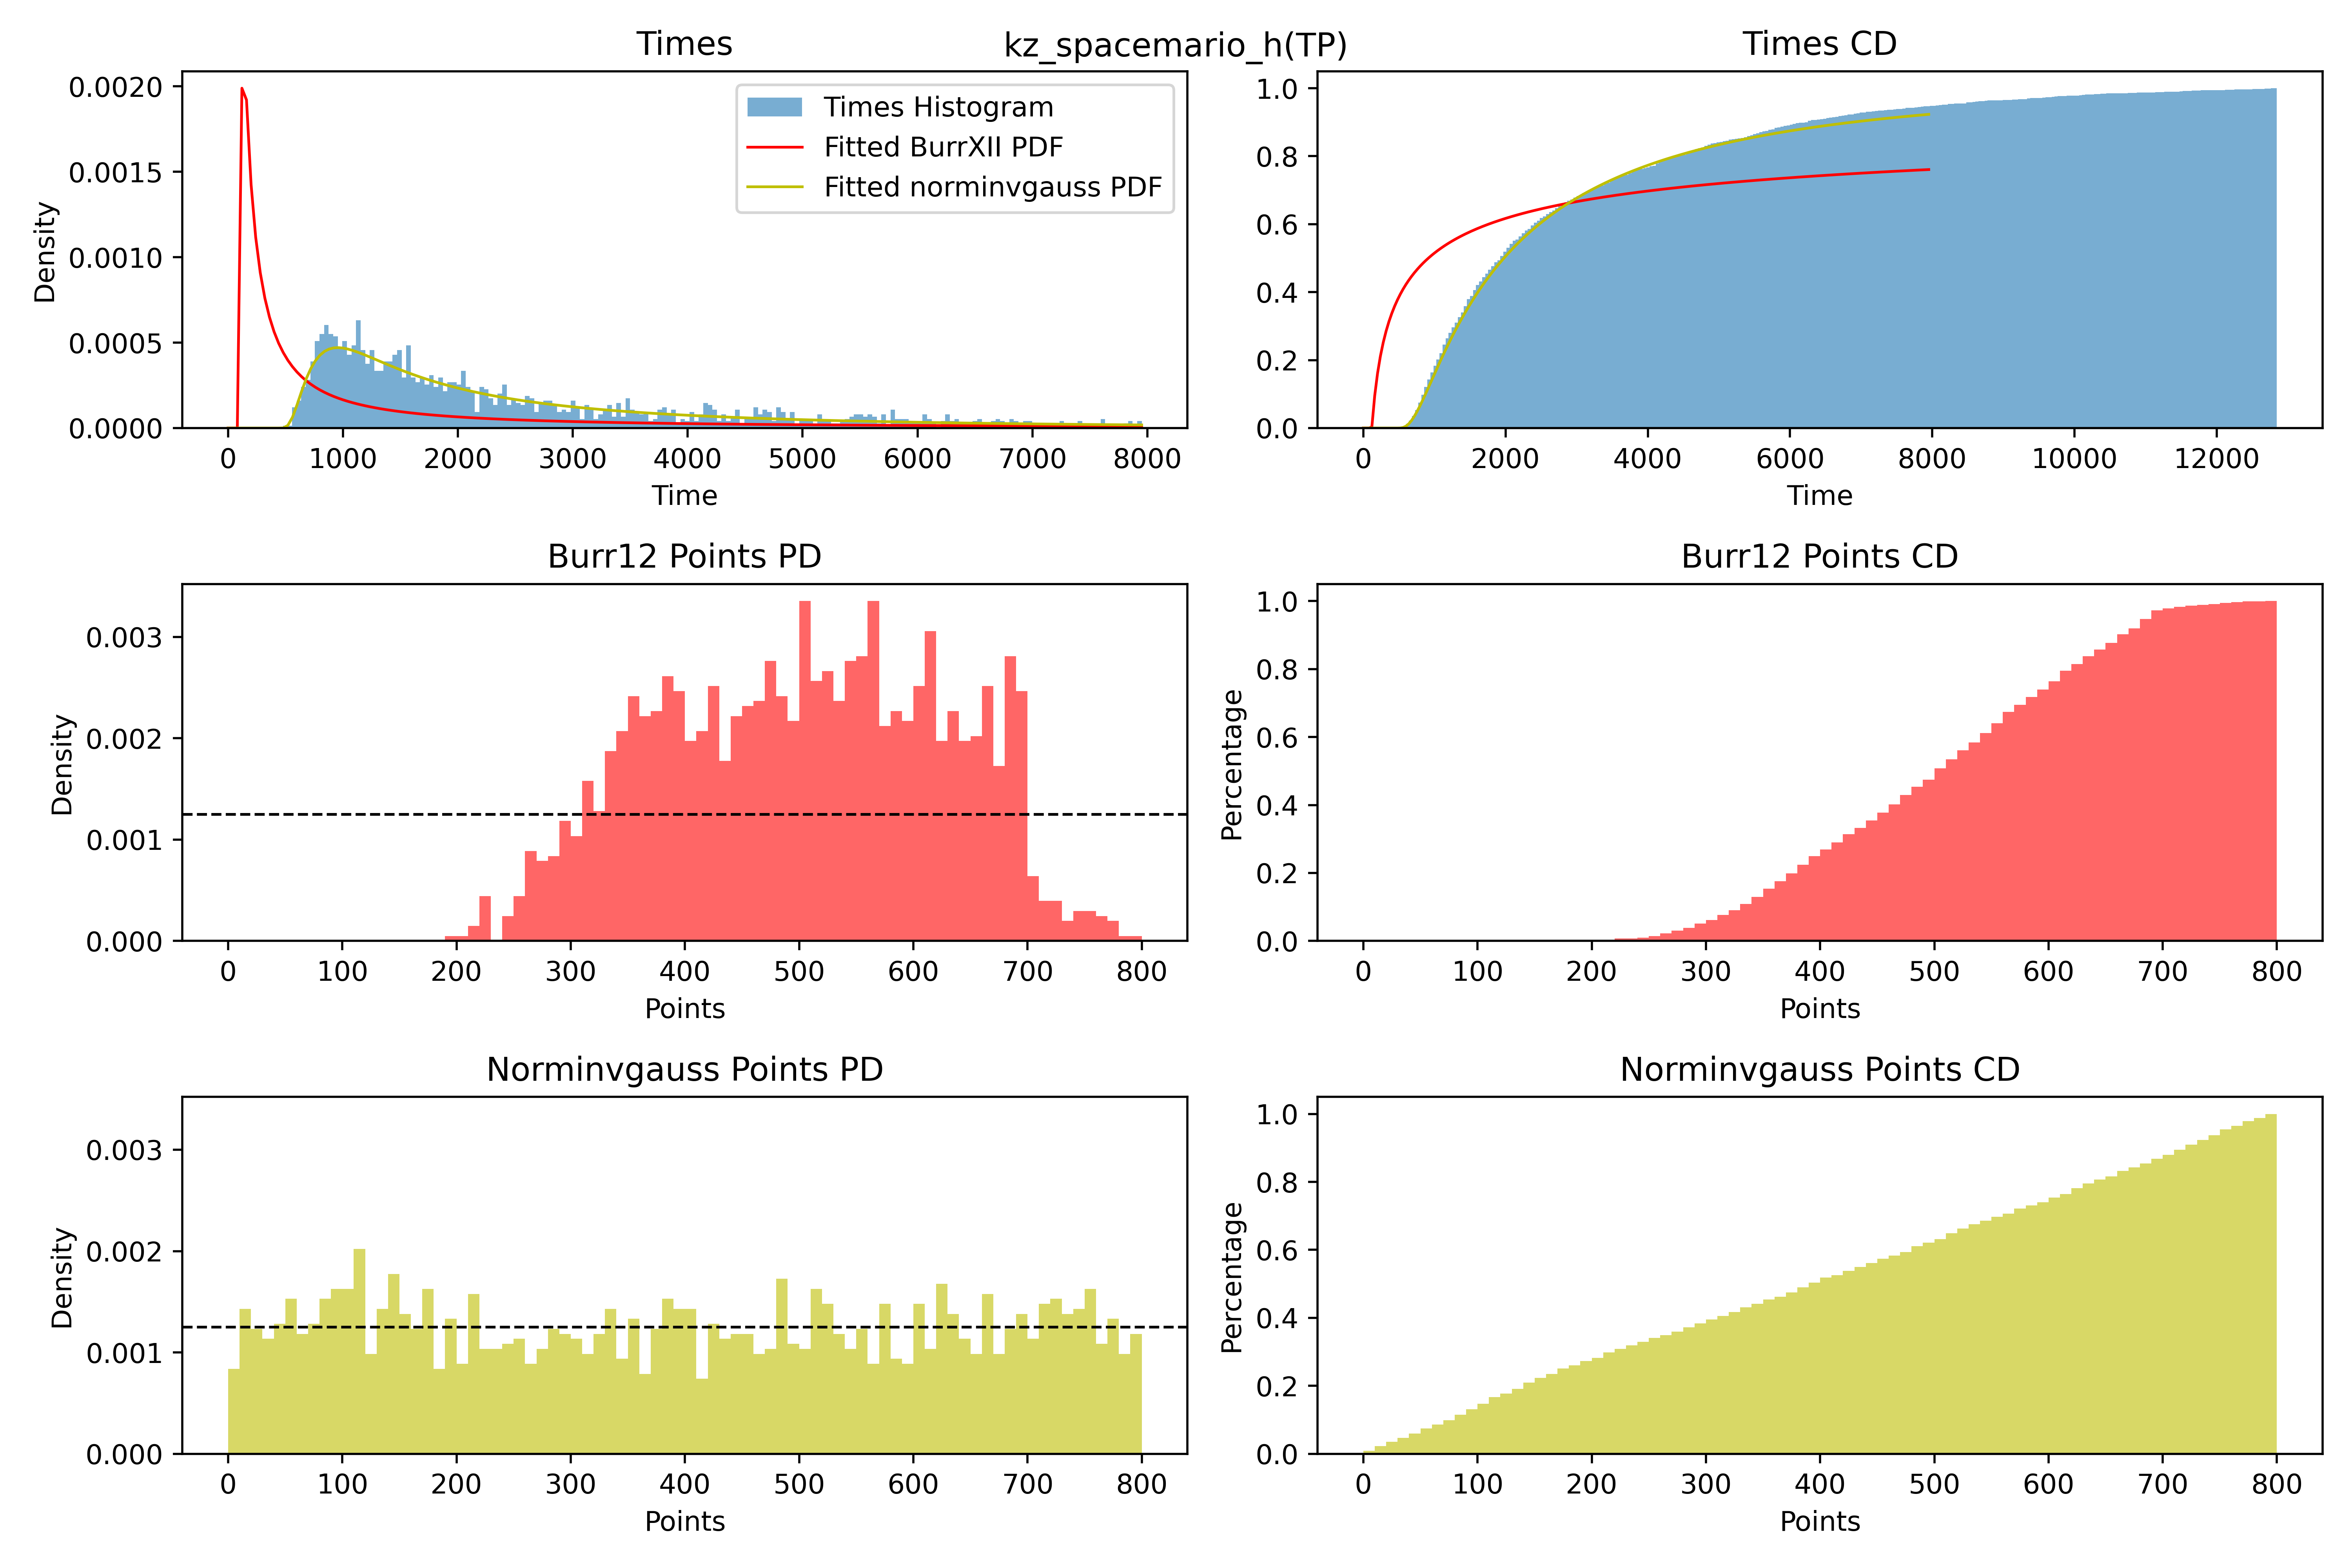 kz_spacemario_h(TP)
Times
Times Histogram
Fitted BurrXII PDF
Fitted norminvgauss PDF
Density
0.0020
0.0015
0.0010
0.0005
0.0000
0 1000 2000 3000 4000 5000 6000 7000 8000
Time
Times CD
1.0
0.8
0.6
0.4
0.2
0.0
0 2000 4000 6000 8000 10000 12000
Time
Burr12 Points PD
Density
0.003
0.002
0.001
0.000
0 100 200 300 400 500 600 700 800
Points
Burr12 Points CD
Percentage
1.0
0.8
0.6
0.4
0.2
0.0
0 100 200 300 400 500 600 700 800
Points
Norminvgauss Points PD
Density
0.003
0.002
0.001
0.000
0 100 200 300 400 500 600 700 800
Points
Norminvgauss Points CD
Percentage
1.0
0.8
0.6
0.4
0.2
0.0
0 100 200 300 400 500 600 700 800
Points